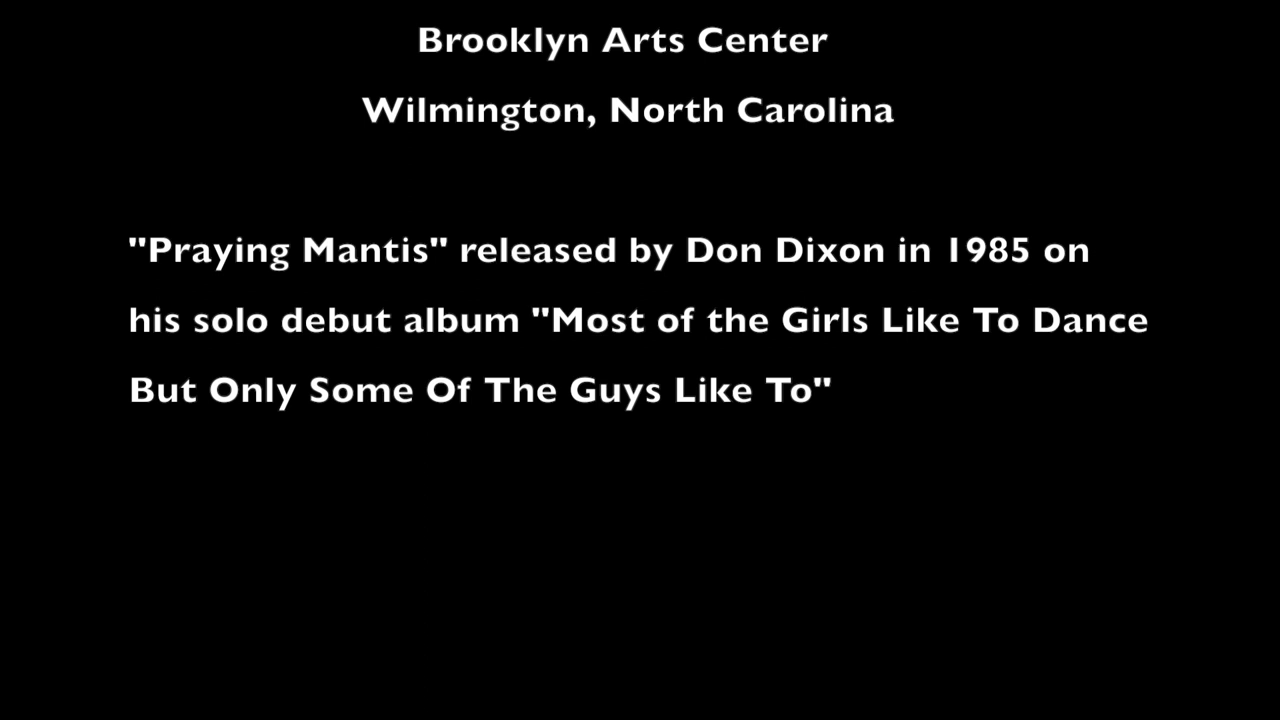 Brooklyn Arts Center
Wilmington, North Carolina
"Praying Mantis" released by Don Dixon in 1985 on
his solo debut album "Most of the Girls Like To Dance
But Only Some Of The Guys Like To"